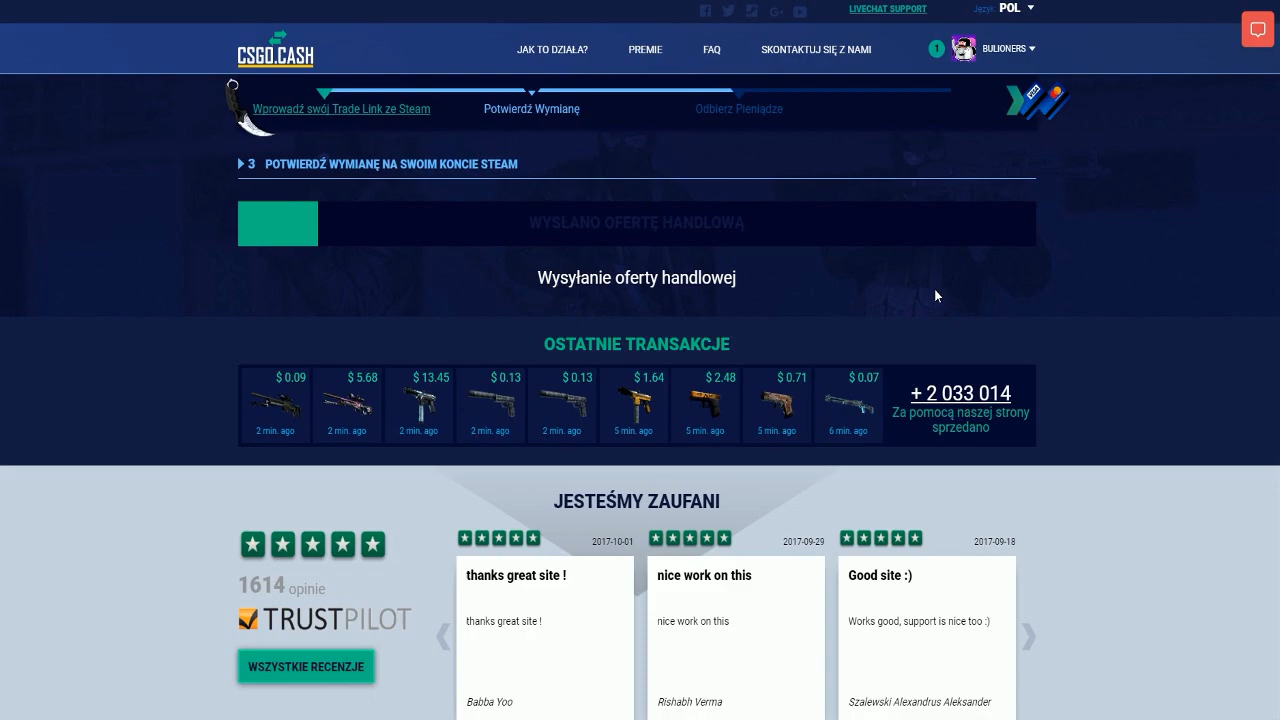 LIVECHAT SUPPORT
Język: POL
CSGO.CASH
JAK TO DZIAŁA?
PREMIE
FAQ
SKONTAKTUJ SIĘ Z NAMI
1
BULIONERS
Wprowadź swój Trade Link ze Steam
Potwierdź Wymianę
Odbierz Pieniądze
VISA
3 POTWIERDŹ WYMIANĘ NA SWOIM KONCIE STEAM
WYSŁANO OFERTĘ HANDLOWĄ
Wysyłanie oferty handlowej
OSTATNIE TRANSAKCJE
$ 0.09
2 min. ago
$ 5.68
2 min. ago
$ 13.45
2 min. ago
$ 0.13
2 min. ago
$ 0.13
2 min. ago
$ 1.64
5 min. ago
$ 2.48
5 min. ago
$ 0.71
5 min. ago
$ 0.07
6 min. ago
+ 2 033 014
Za pomocą naszej strony
sprzedano
JESTEŚMY ZAUFANI
1614 opinie
TRUSTPILOT
WSZYSTKIE RECENZJE
2017-10-01
thanks great site !
thanks great site !
Babba Yoo
2017-09-29
nice work on this
nice work on this
Rishabh Verma
2017-09-18
Good site :)
Works good, support is nice too :)
Szalewski Alexandrus Aleksander